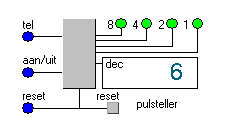 tel
8 4 2 1
aan/uit
dec
6
reset
reset
pulsteller